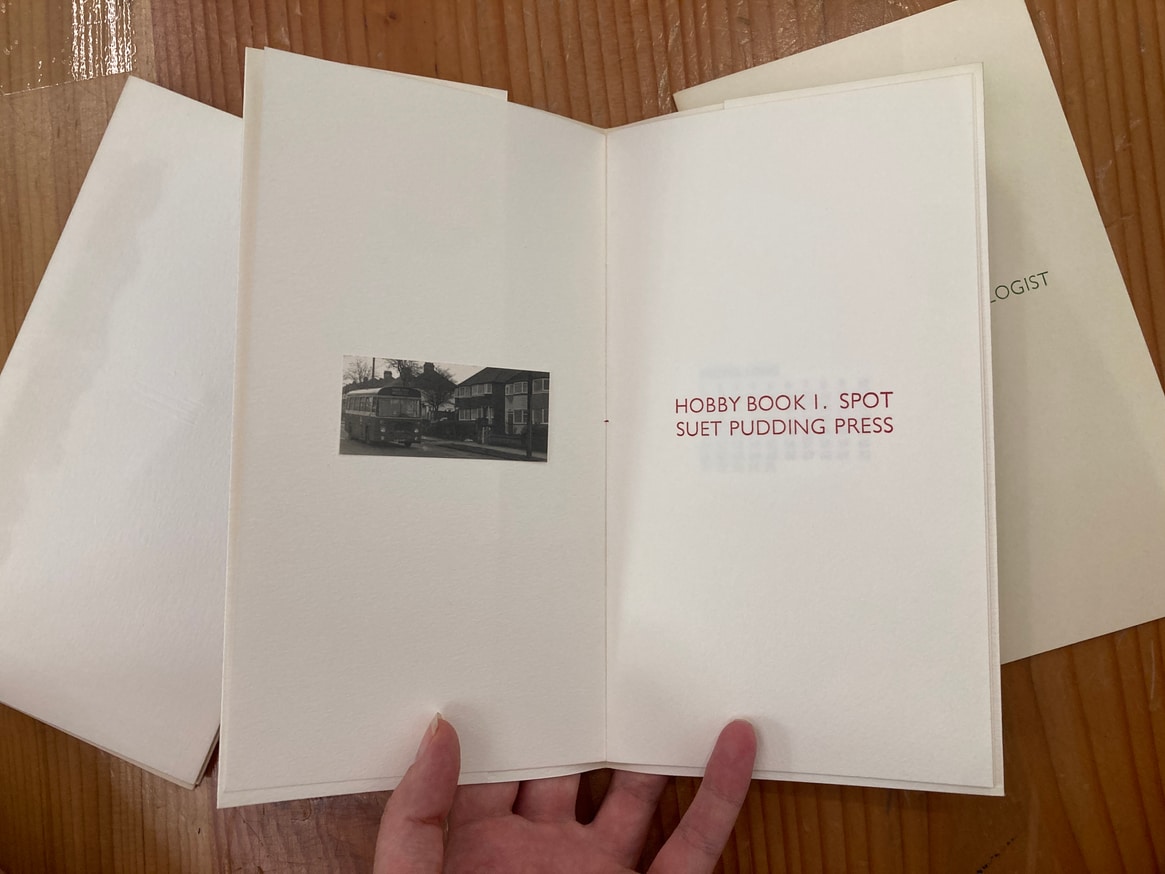 HOBBY BOOK I. SPOT
SUET PUDDING PRESS
LOGIST